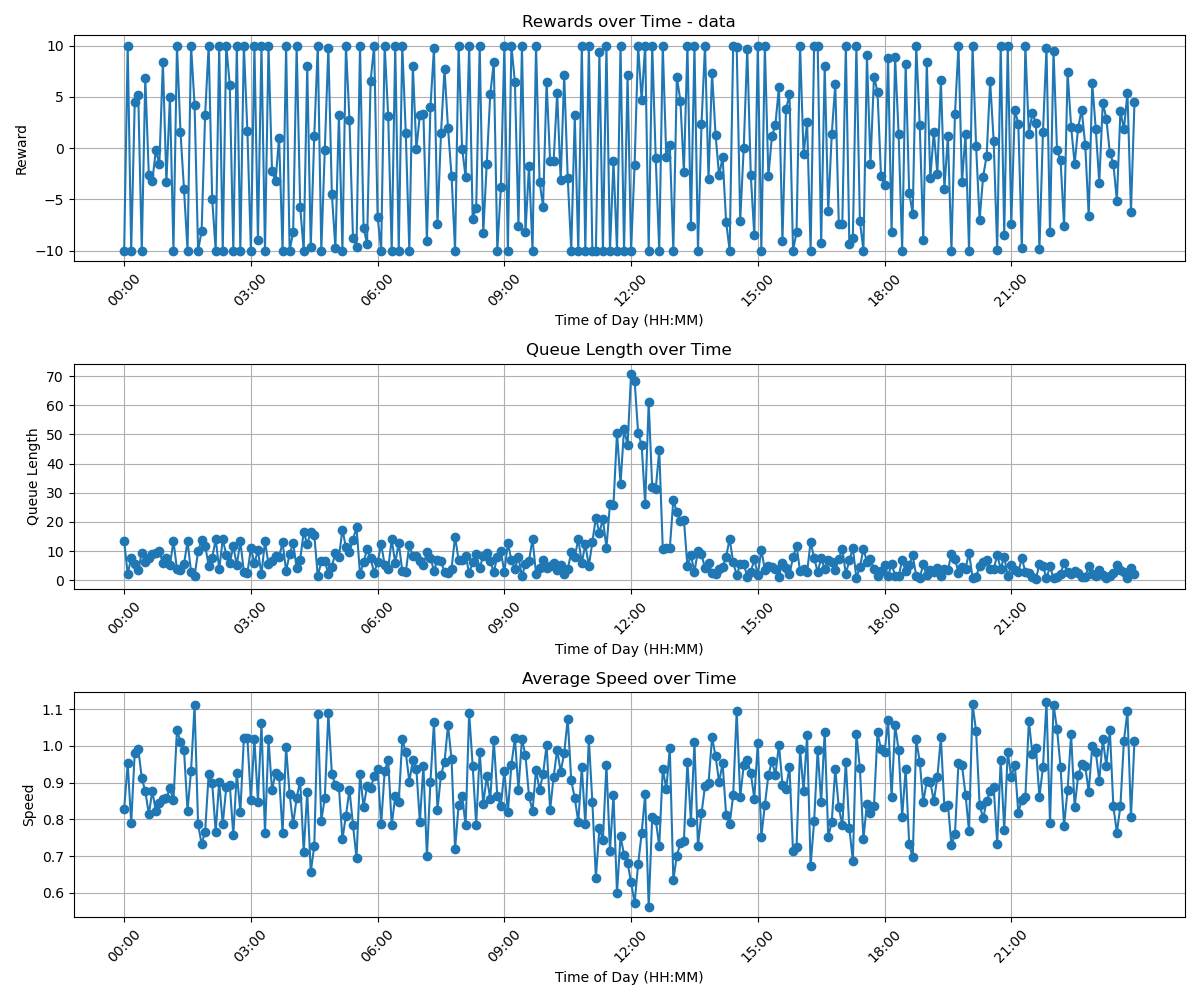 Rewards over Time - data
10
5
0
−5
−10
Reward
00:00 03:00 06:00 09:00 12:00 15:00 18:00 21:00
Time of Day (HH:MM)
Queue Length over Time
70
60
50
40
30
20
10
0
Queue Length
00:00 03:00 06:00 09:00 12:00 15:00 18:00 21:00
Time of Day (HH:MM)
Average Speed over Time
1.1
1.0
0.9
0.8
0.7
0.6
Speed
00:00 03:00 06:00 09:00 12:00 15:00 18:00 21:00
Time of Day (HH:MM)